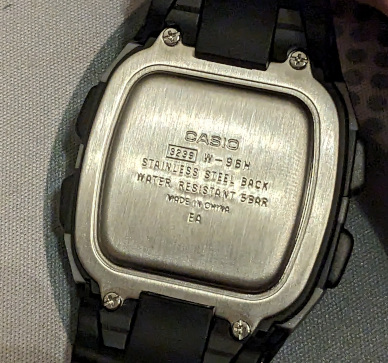 CASIO
3239 W-96H
STAINLESS STEEL BACK
WATER RESISTANT 5BAR
MADE IN CHINA
EA